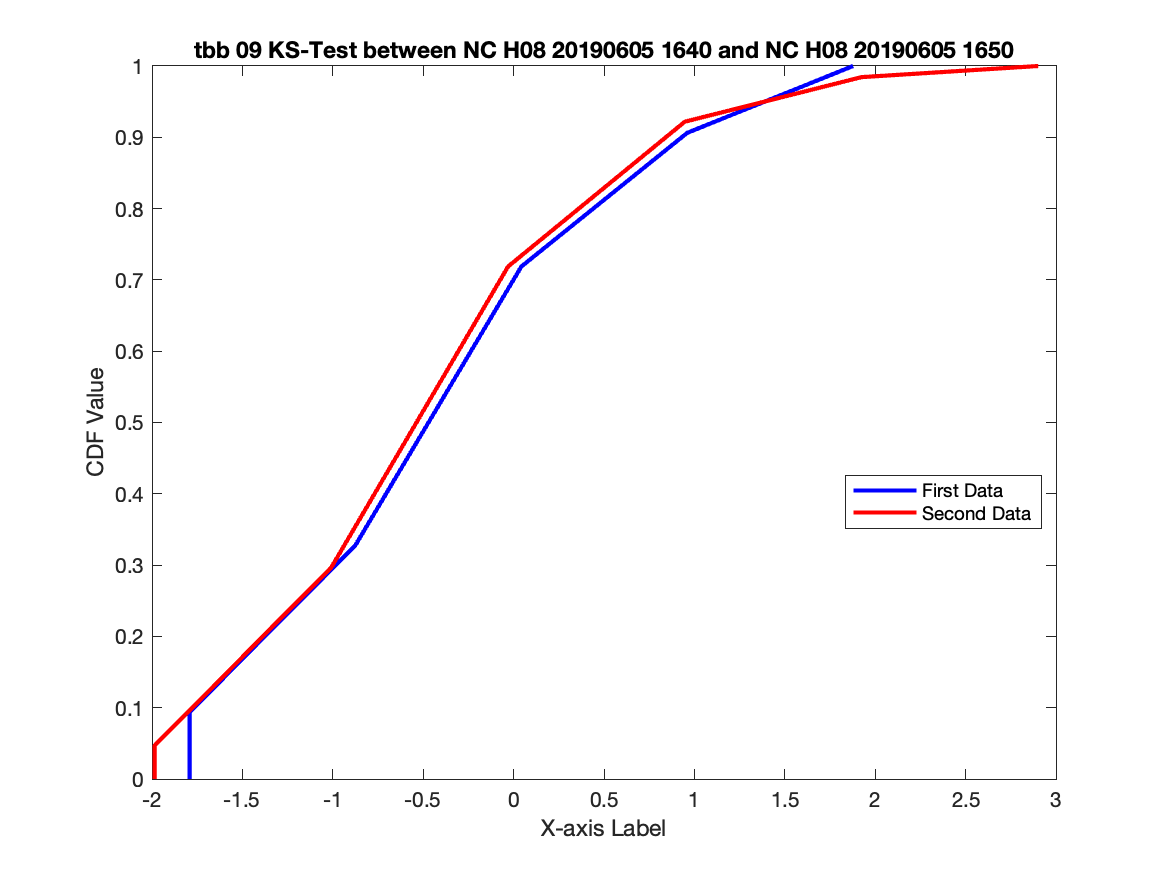 tbb 09 KS-Test between NC H08 20190605 1640 and NC H08 20190605 1650
1
0.9
0.8
0.7
0.6
0.5
0.4
0.3
0.2
0.1
0
CDF Value
First Data
Second Data
-2 -1.5 -1 -0.5 0 0.5 1 1.5 2 2.5 3
X-axis Label